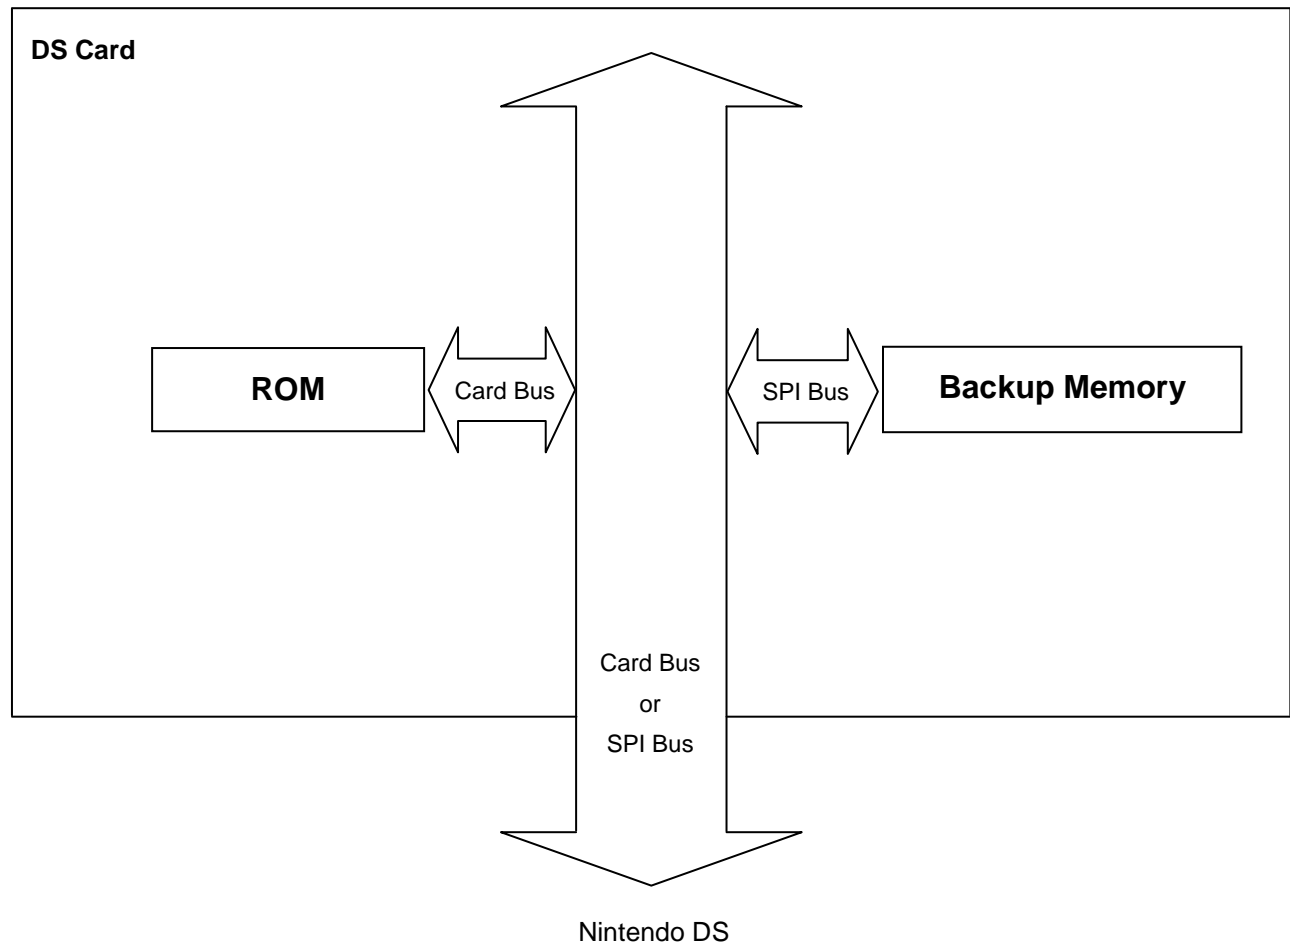 DS Card
ROM
Card Bus
SPI Bus
Backup Memory
Card Bus
or
SPI Bus
Nintendo DS